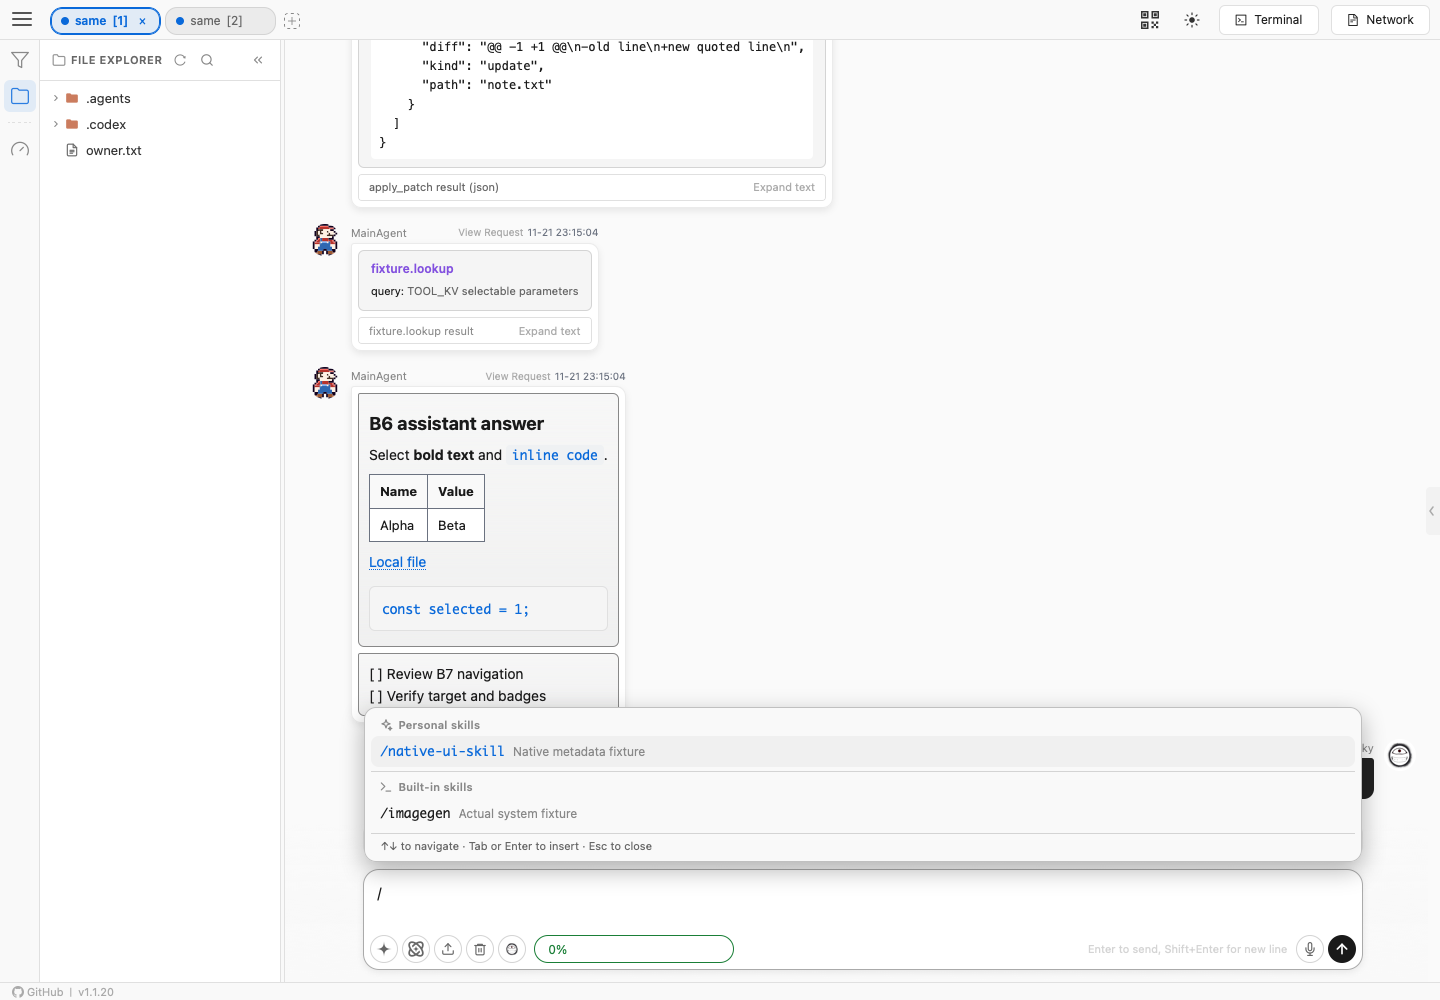 same [1] ×
same [2]
Terminal
Network
FILE EXPLORER
.agents
.codex
owner.txt
"diff": "@@ -1 +1 @@\n-old line\n+new quoted line\n",
"kind": "update",
"path": "note.txt"
}
]
}
apply_patch result (json) Expand text
MainAgent View Request 11-21 23:15:04
fixture.lookup
query: TOOL_KV selectable parameters
fixture.lookup result Expand text
MainAgent View Request 11-21 23:15:04
B6 assistant answer
Select bold text and inline code.
Name Value
Alpha Beta
Local file
const selected = 1;
[ ] Review B7 navigation
[ ] Verify target and badges
ky
Personal skills
/native-ui-skill Native metadata fixture
Built-in skills
/imagegen Actual system fixture
↑↓ to navigate · Tab or Enter to insert · Esc to close
/
0%
Enter to send, Shift+Enter for new line
GitHub | v1.1.20